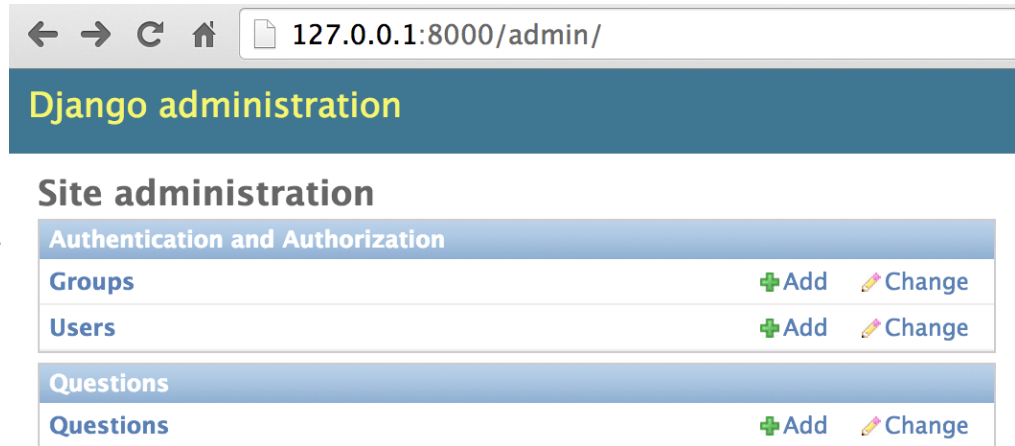 127.0.0.1:8000/admin/
Django administration
Site administration
Authentication and Authorization
Groups Add Change
Users Add Change
Questions
Questions Add Change